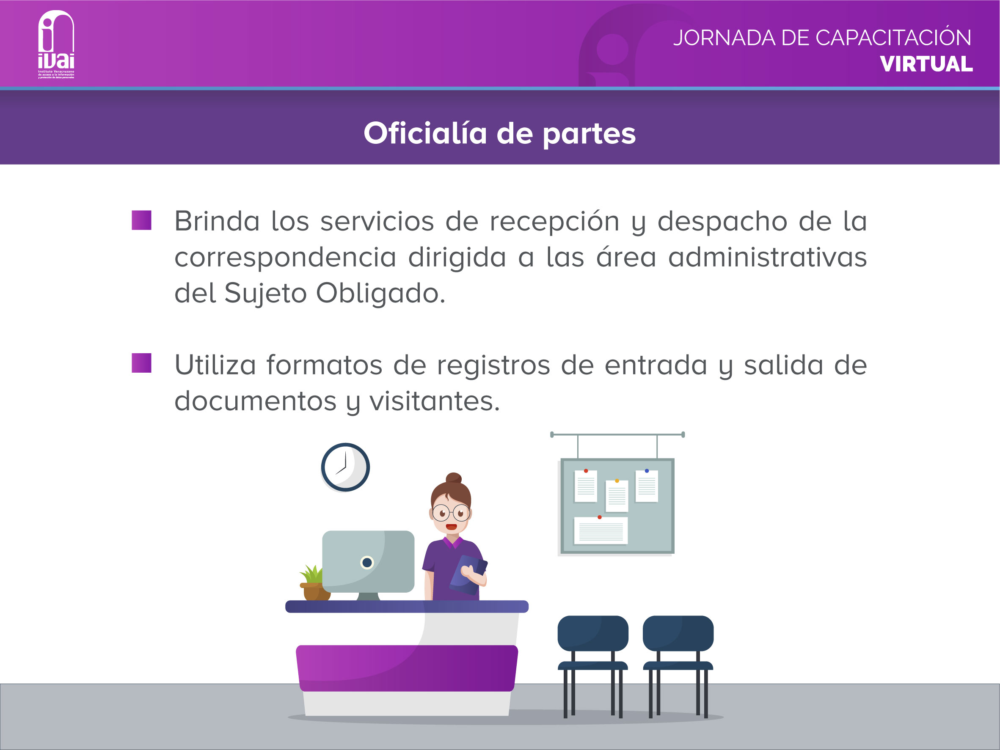 ivai
Instituto Veracruzano
de acceso a la información
y protección de datos personales
JORNADA DE CAPACITACIÓN
VIRTUAL
Oficialía de partes
Brinda los servicios de recepción y despacho de la
correspondencia dirigida a las área administrativas
del Sujeto Obligado.
Utiliza formatos de registros de entrada y salida de
documentos y visitantes.